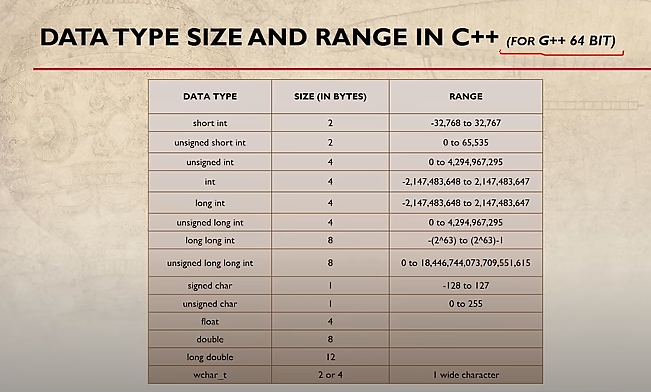 DATA TYPE SIZE AND RANGE IN C++ (FOR G++ 64 BIT)
DATA TYPE SIZE (IN BYTES) RANGE
short int 2 -32,768 to 32,767
unsigned short int 2 0 to 65,535
unsigned int 4 0 to 4,294,967,295
int 4 -2,147,483,648 to 2,147,483,647
long int 4 -2,147,483,648 to 2,147,483,647
unsigned long int 4 0 to 4,294,967,295
long long int 8 -(2^63) to (2^63)-1
unsigned long long int 8 0 to 18,446,744,073,709,551,615
signed char 1 -128 to 127
unsigned char 1 0 to 255
float 4
double 8
long double 12
wchar_t 2 or 4 1 wide character